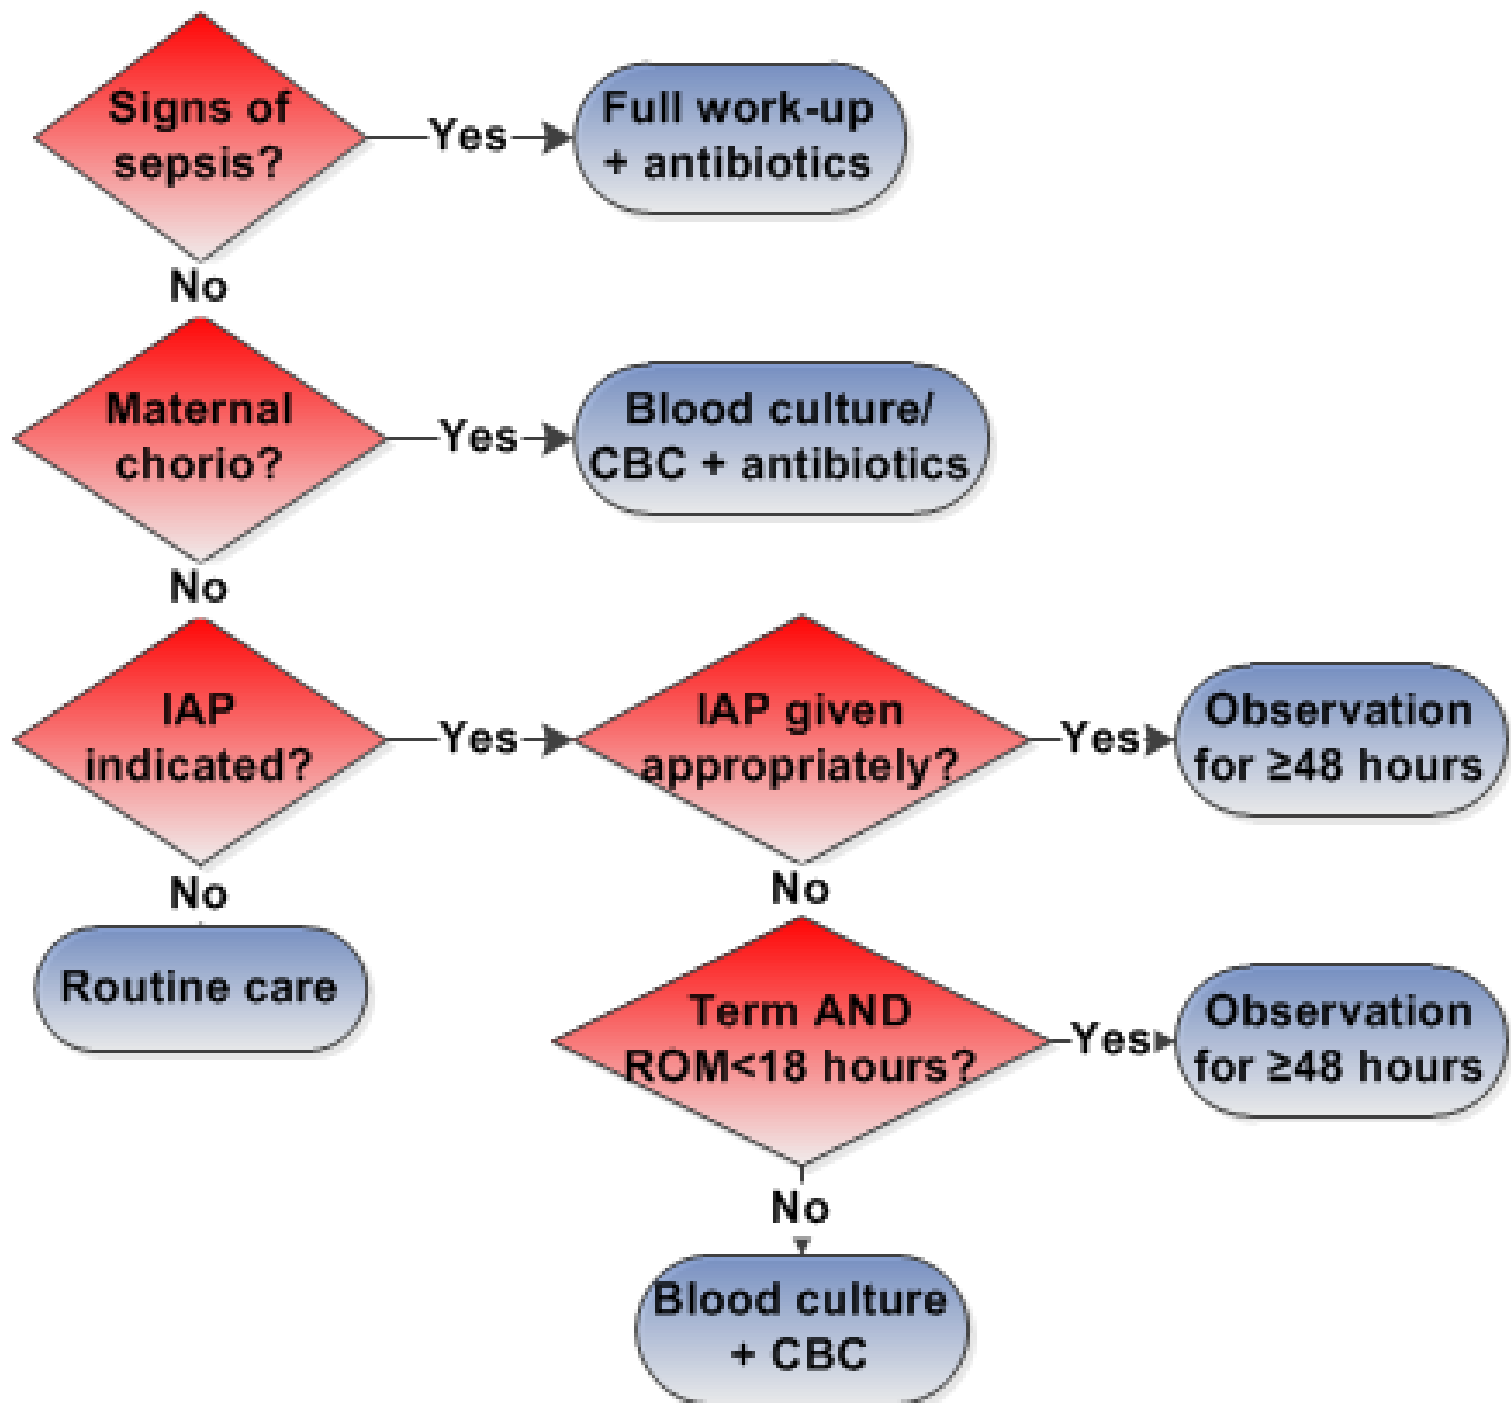 Signs of
sepsis?
Yes
Full work-up
+ antibiotics
No
Maternal
chorio?
Yes
Blood culture/
CBC + antibiotics
No
IAP
indicated?
Yes
IAP given
appropriately?
Yes
Observation
for ≥48 hours
No
Routine care
No
Term AND
ROM<18 hours?
Yes
Observation
for ≥48 hours
No
Blood culture
+ CBC